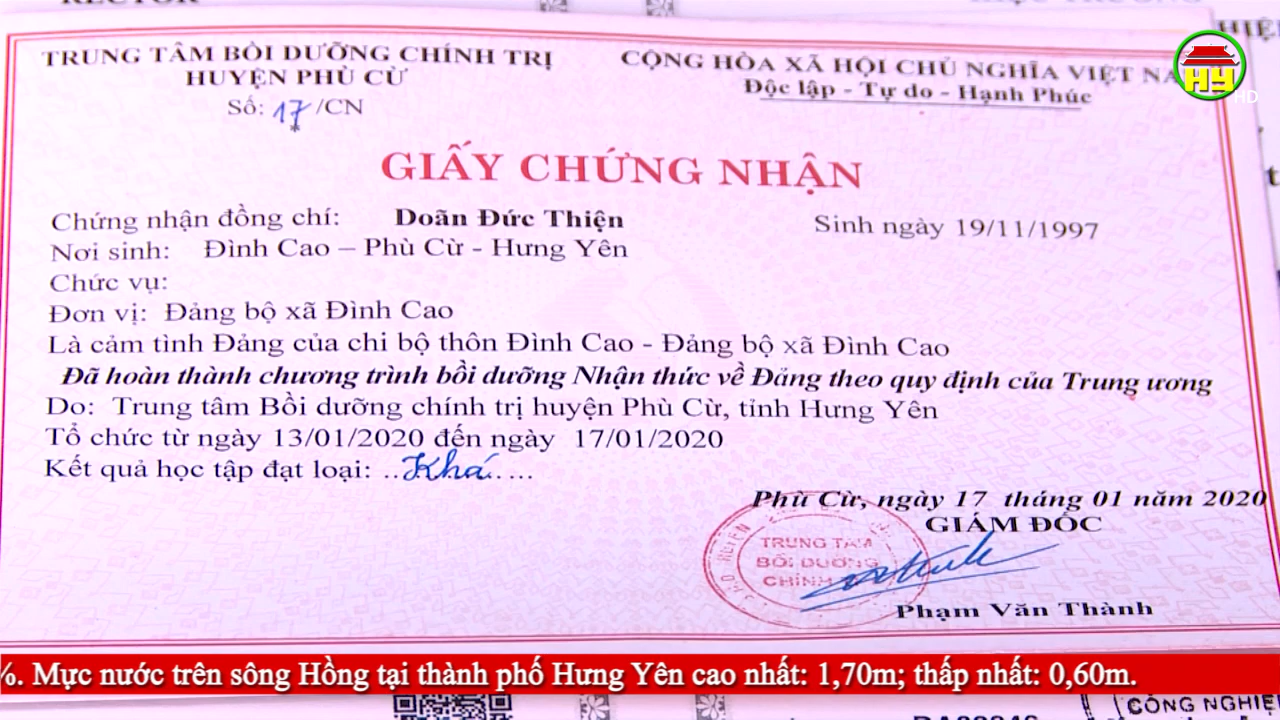 TRUNG TÂM BỒI DƯỠNG CHÍNH TRỊ
HUYỆN PHÙ CỪ
Số: 17/CN
CỘNG HÒA XÃ HỘI CHỦ NGHĨA VIỆT NA
Độc lập - Tự do - Hạnh Phúc
HY HD
GIẤY CHỨNG NHẬN
Chứng nhận đồng chí: Doãn Đức Thiện Sinh ngày 19/11/1997
Nơi sinh: Đình Cao – Phù Cừ - Hưng Yên
Chức vụ:
Đơn vị: Đảng bộ xã Đình Cao
Là cảm tình Đảng của chi bộ thôn Đình Cao - Đảng bộ xã Đình Cao
Đã hoàn thành chương trình bồi dưỡng Nhận thức về Đảng theo quy định của Trung ương
Do: Trung tâm Bồi dưỡng chính trị huyện Phù Cừ, tỉnh Hưng Yên
Tổ chức từ ngày 13/01/2020 đến ngày 17/01/2020
Kết quả học tập đạt loại: ..Khá....
Phù Cừ, ngày 17 tháng 01 năm 2020
GIÁM ĐỐC
TRUNG TÂM
BỒI DƯỠNG
CHÍNH
Phạm Văn Thành
%. Mực nước trên sông Hồng tại thành phố Hưng Yên cao nhất: 1,70m; thấp nhất: 0,60m.
CÔNG NGHIỆ